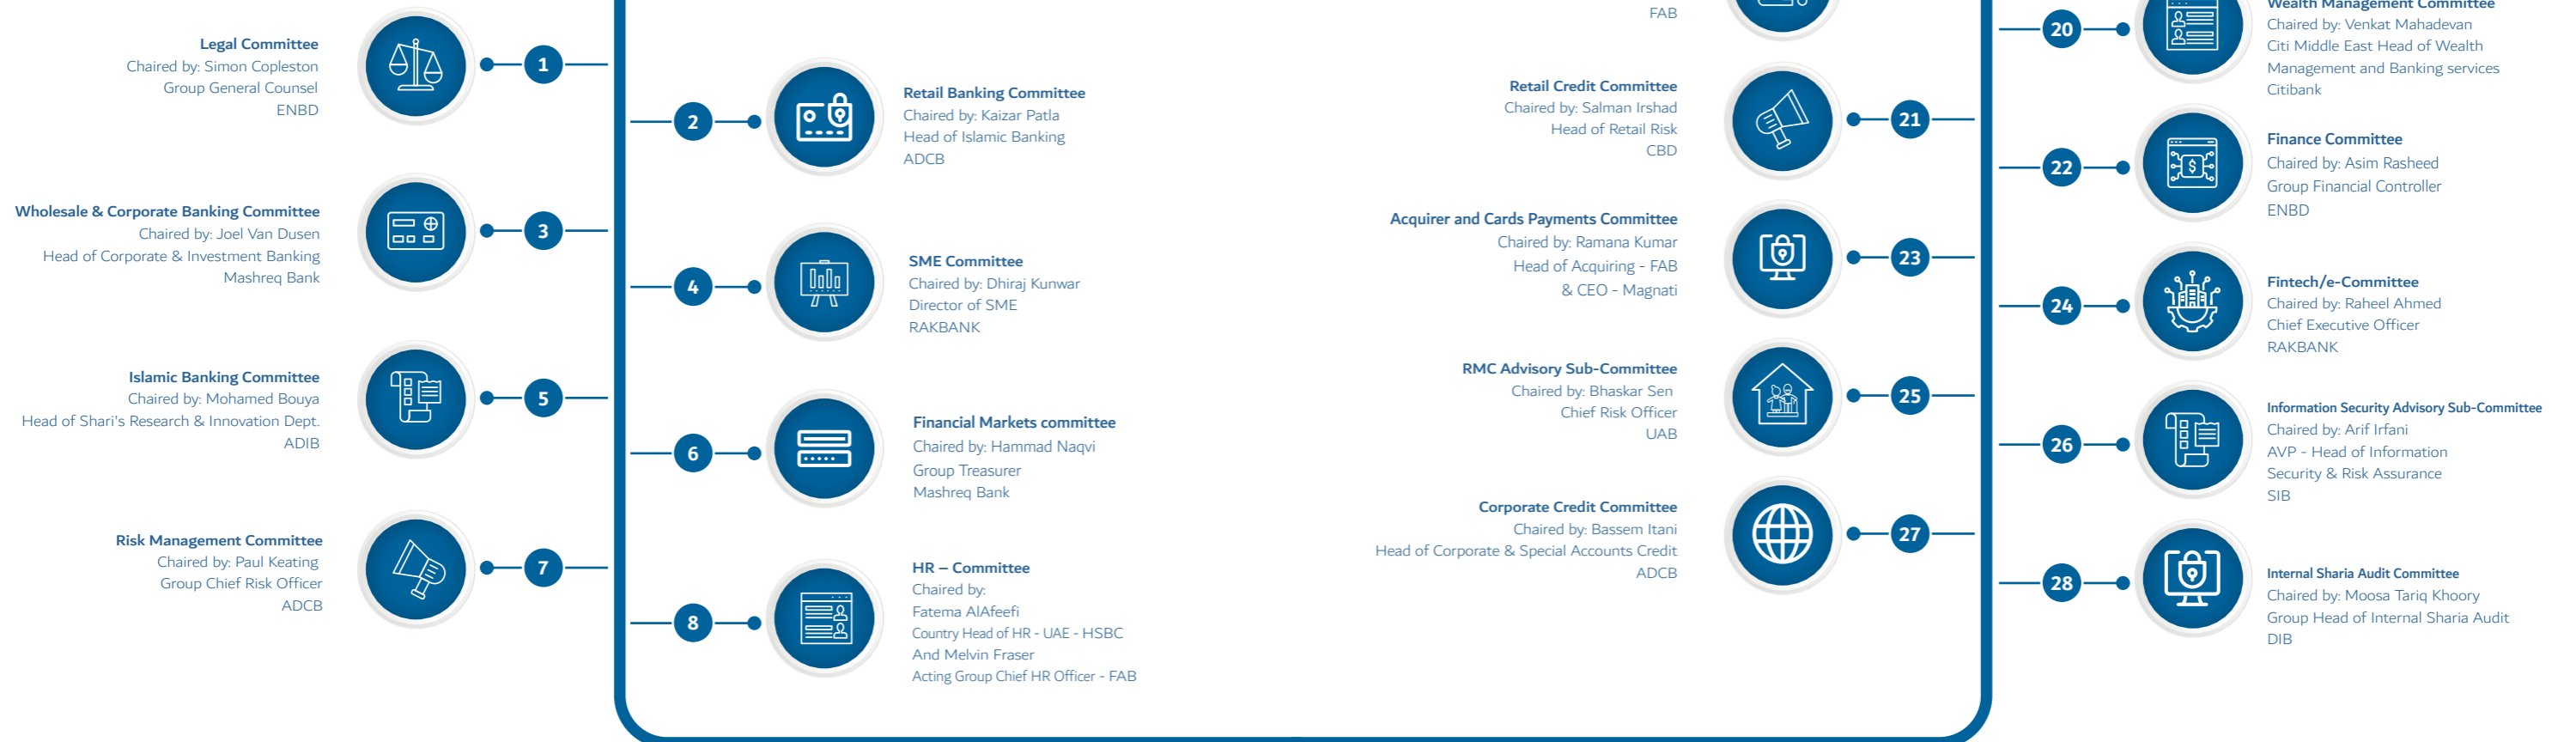 Legal Committee
Chaired by: Simon Copleston
Group General Counsel
ENBD
1
2
Retail Banking Committee
Chaired by: Kaizar Patla
Head of Islamic Banking
ADCB
Wholesale & Corporate Banking Committee
Chaired by: Joel Van Dusen
Head of Corporate & Investment Banking
Mashreq Bank
3
4
SME Committee
Chaired by: Dhiraj Kunwar
Director of SME
RAKBANK
Islamic Banking Committee
Chaired by: Mohamed Bouya
Head of Shari's Research & Innovation Dept.
ADIB
5
6
Financial Markets committee
Chaired by: Hammad Naqvi
Group Treasurer
Mashreq Bank
Risk Management Committee
Chaired by: Paul Keating
Group Chief Risk Officer
ADCB
7
8
HR – Committee
Chaired by:
Fatema AlAfeefi
Country Head of HR - UAE - HSBC
And Melvin Fraser
Acting Group Chief HR Officer - FAB
FAB
20
Wealth Management Committee
Chaired by: Venkat Mahadevan
Citi Middle East Head of Wealth
Management and Banking services
Citibank
Retail Credit Committee
Chaired by: Salman Irshad
Head of Retail Risk
CBD
21
22
Finance Committee
Chaired by: Asim Rasheed
Group Financial Controller
ENBD
Acquirer and Cards Payments Committee
Chaired by: Ramana Kumar
Head of Acquiring - FAB
& CEO - Magnati
23
24
Fintech/e-Committee
Chaired by: Raheel Ahmed
Chief Executive Officer
RAKBANK
RMC Advisory Sub-Committee
Chaired by: Bhaskar Sen
Chief Risk Officer
UAB
25
26
Information Security Advisory Sub-Committee
Chaired by: Arif Irfani
AVP - Head of Information
Security & Risk Assurance
SIB
Corporate Credit Committee
Chaired by: Bassem Itani
Head of Corporate & Special Accounts Credit
ADCB
27
28
Internal Sharia Audit Committee
Chaired by: Moosa Tariq Khoory
Group Head of Internal Sharia Audit
DIB